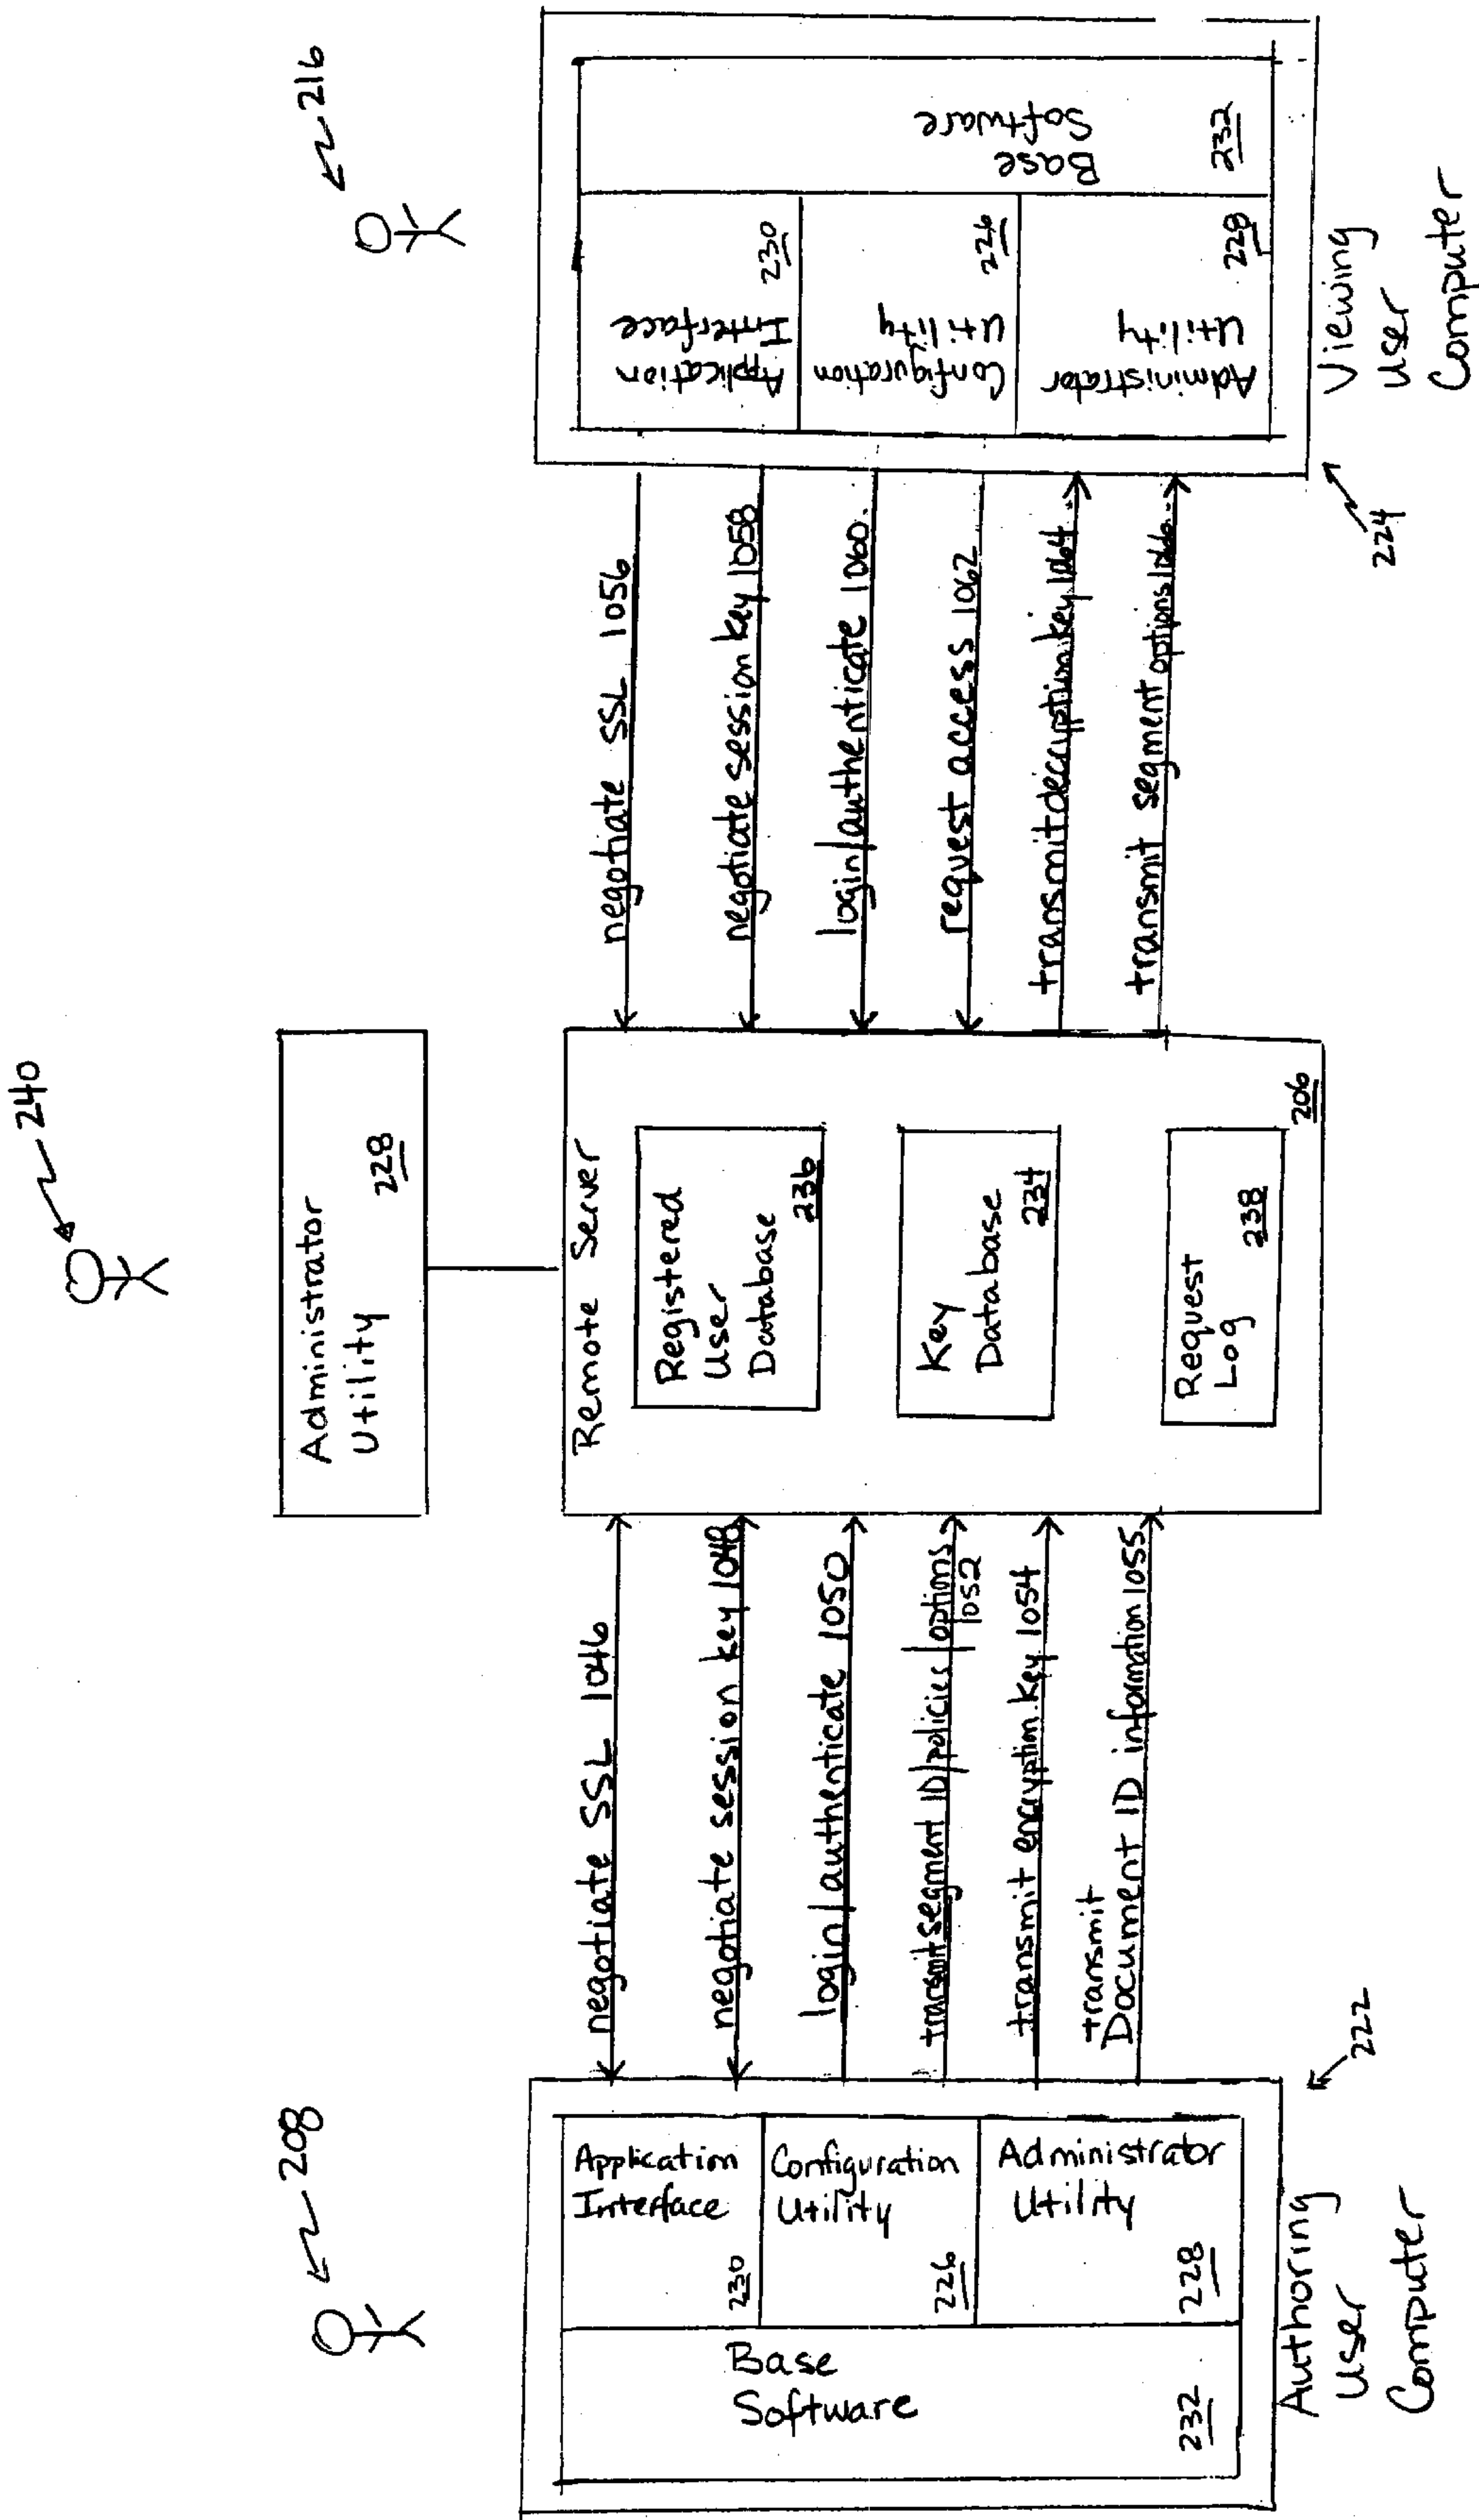 208
240
216
Administrator
Utility
228
Remote Server
Registered
User
Database
236
Key
Database
234
Request
Log
238
206
Application
Interface
230
Configuration
Utility
226
Administrator
Utility
228
Base
Software
232
Authoring
User
Computer
222
negotiate SSL 1046
negotiate session key 1048
login/authenticate 1050
transmit segment ID/policies/options
1052
transmit encryption key 1054
transmit
Document ID information 1055
negotiate SSL 1056
negotiate session key 1058
login/authenticate 1060
request access 1062
transmit decryption key 1064
transmit segment options 1066
Application
Interface
230
Configuration
Utility
226
Administrator
Utility
228
Base
Software
232
Viewing
User
Computer
224